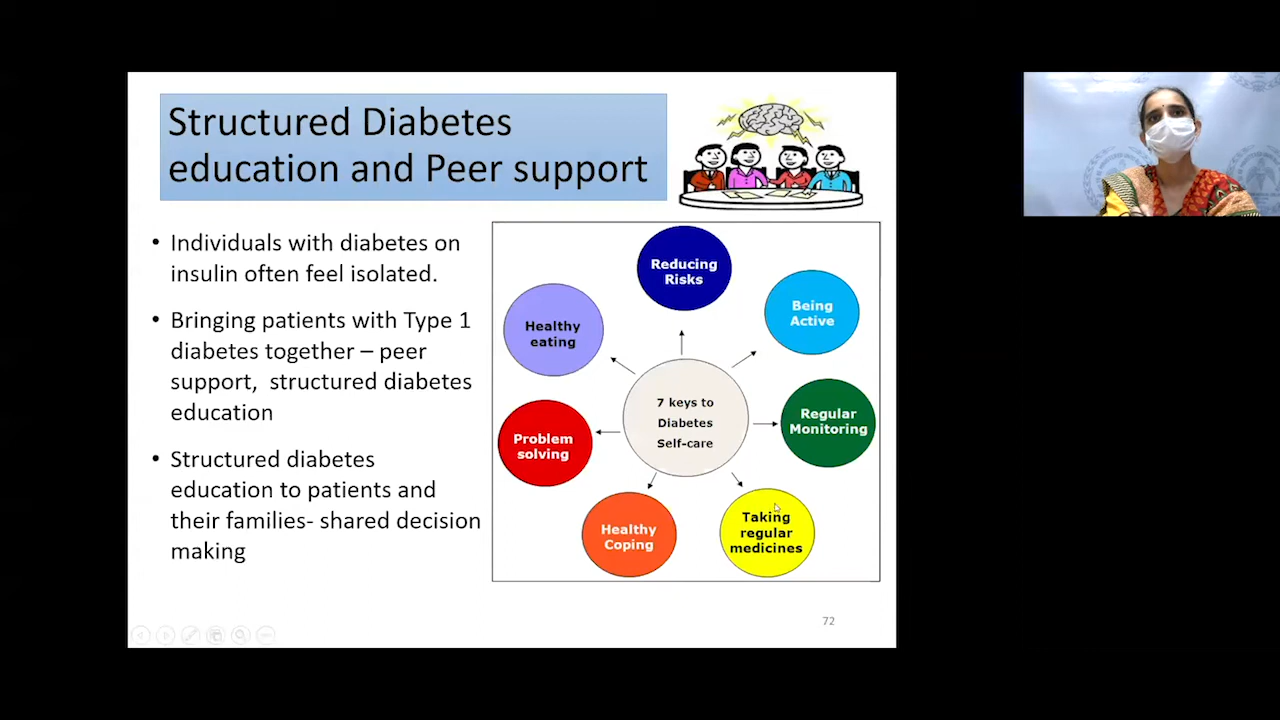 Structured Diabetes
education and Peer support
• Individuals with diabetes on
insulin often feel isolated.
• Bringing patients with Type 1
diabetes together – peer
support, structured diabetes
education
• Structured diabetes
education to patients and
their families- shared decision
making
Reducing
Risks
Being
Active
Healthy
eating
7 keys to
Diabetes
Self-care
Regular
Monitoring
Problem
solving
Taking
regular
medicines
Healthy
Coping
72